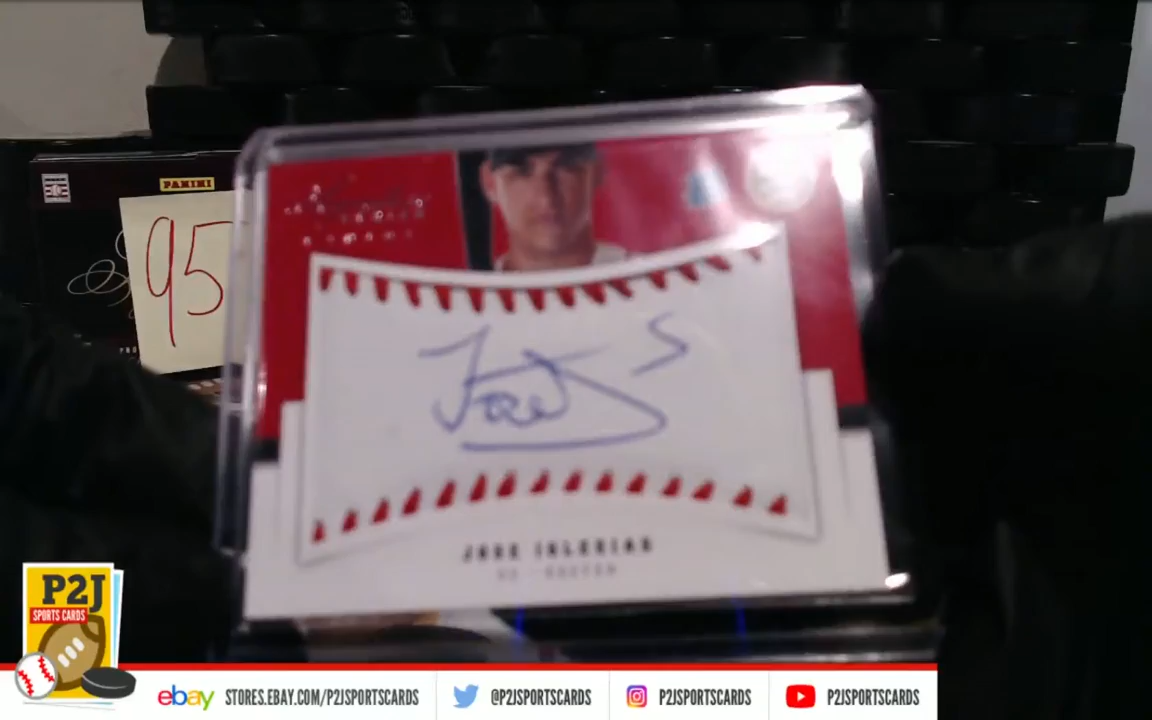 PANINI
95
JOSE IGLESIAS
P2J
SPORTS CARDS
ebay STORES.EBAY.COM/P2JSPORTSCARDS @P2JSPORTSCARDS P2JSPORTSCARDS P2JSPORTSCARDS